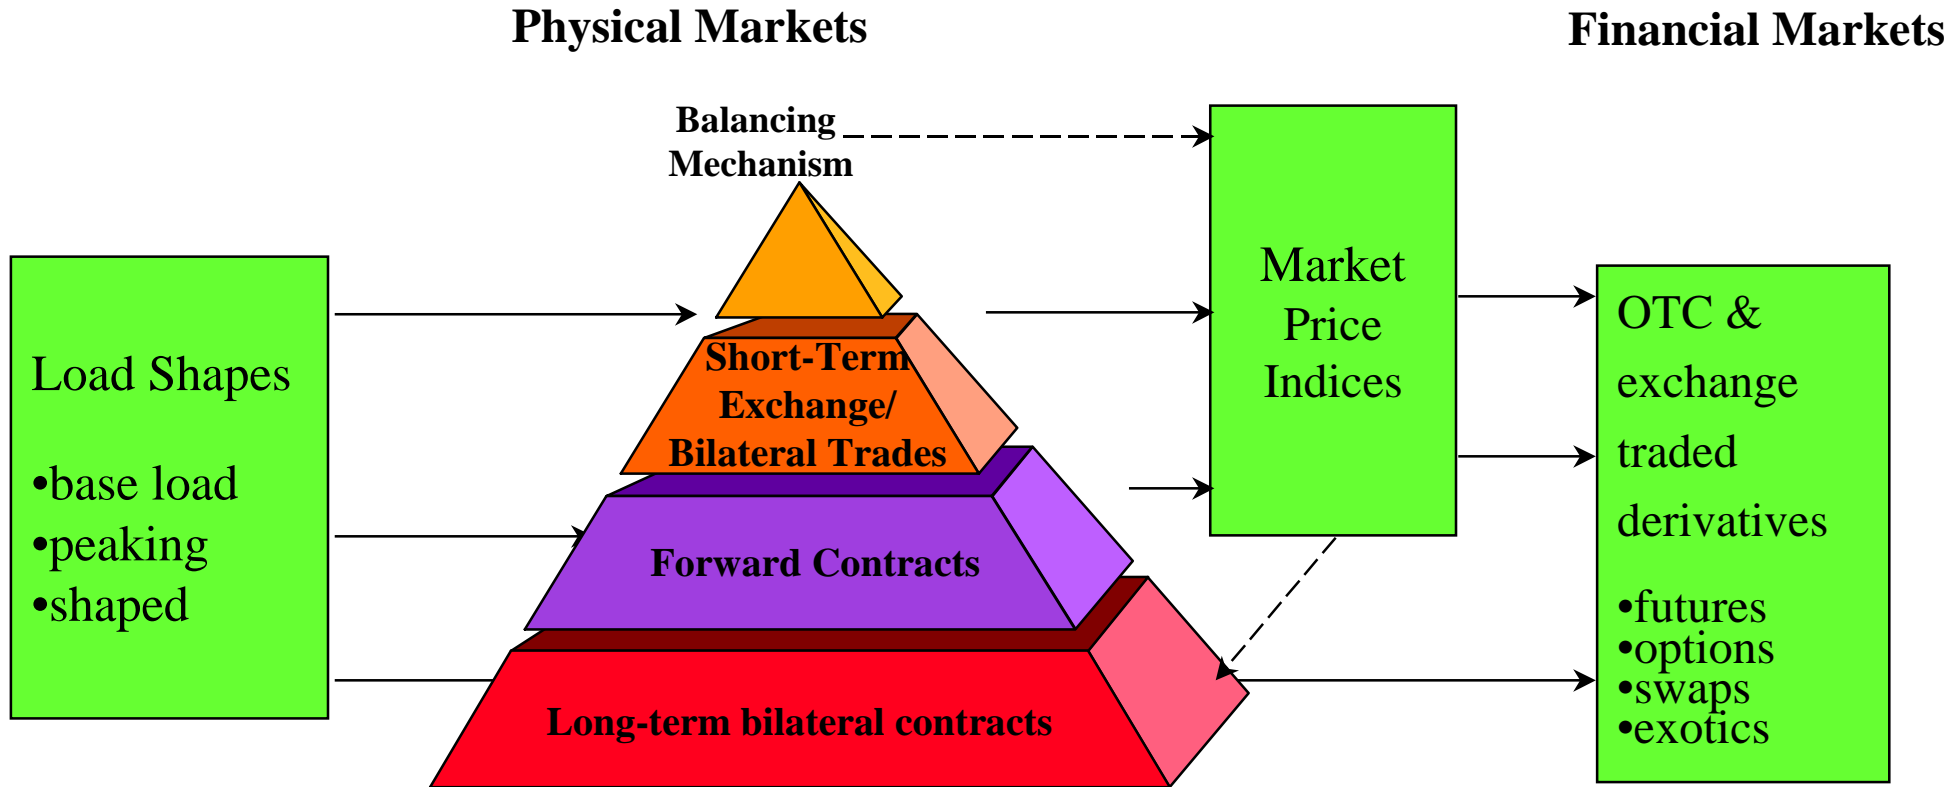 Physical Markets
Financial Markets
Balancing
Mechanism
Load Shapes
•base load
•peaking
•shaped
Short-Term
Exchange/
Bilateral Trades
Forward Contracts
Long-term bilateral contracts
Market
Price
Indices
OTC &
exchange
traded
derivatives
•futures
•options
•swaps
•exotics